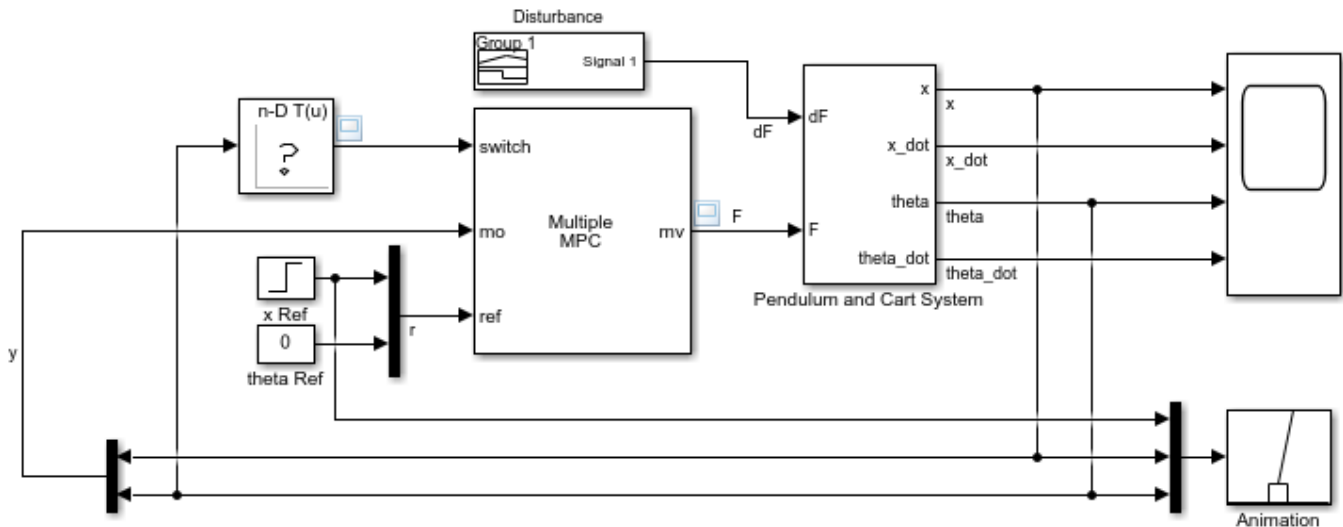 Disturbance
Group 1
Signal 1
n-D T(u)
?
switch
mo
ref
Multiple
MPC
mv
F
dF
dF
F
x
x_dot
theta
theta_dot
x
x_dot
theta
theta_dot
Pendulum and Cart System
x Ref
0
theta Ref
r
y
Animation